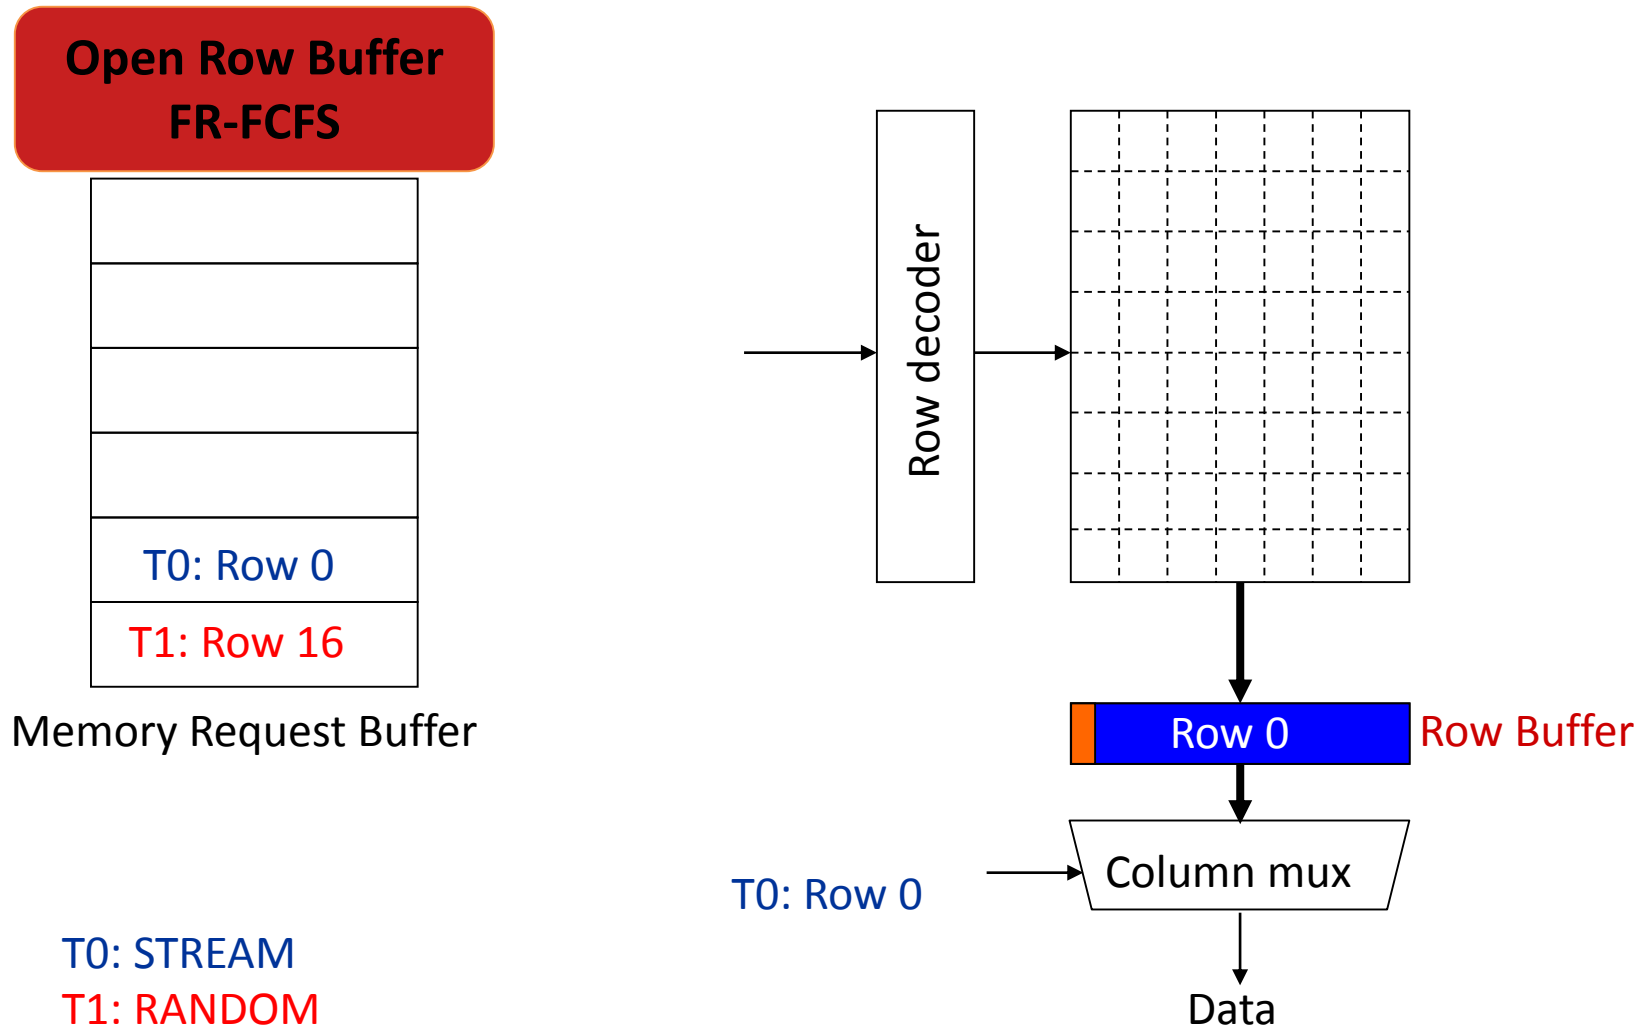 Open Row Buffer
FR-FCFS
Row decoder
T0: Row 0
T1: Row 16
Memory Request Buffer
Row 0
Row Buffer
Column mux
T0: Row 0
T0: STREAM
T1: RANDOM
Data